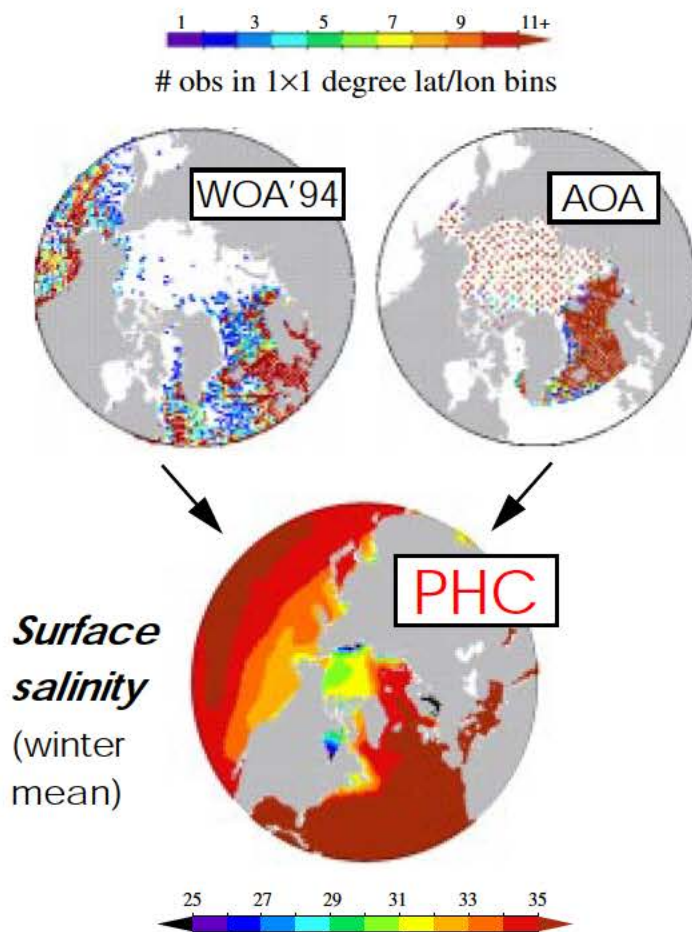 1 3 5 7 9 11+
# obs in 1×1 degree lat/lon bins
WOA'94 AOA
PHC
Surface
salinity
(winter
mean)
25 27 29 31 33 35